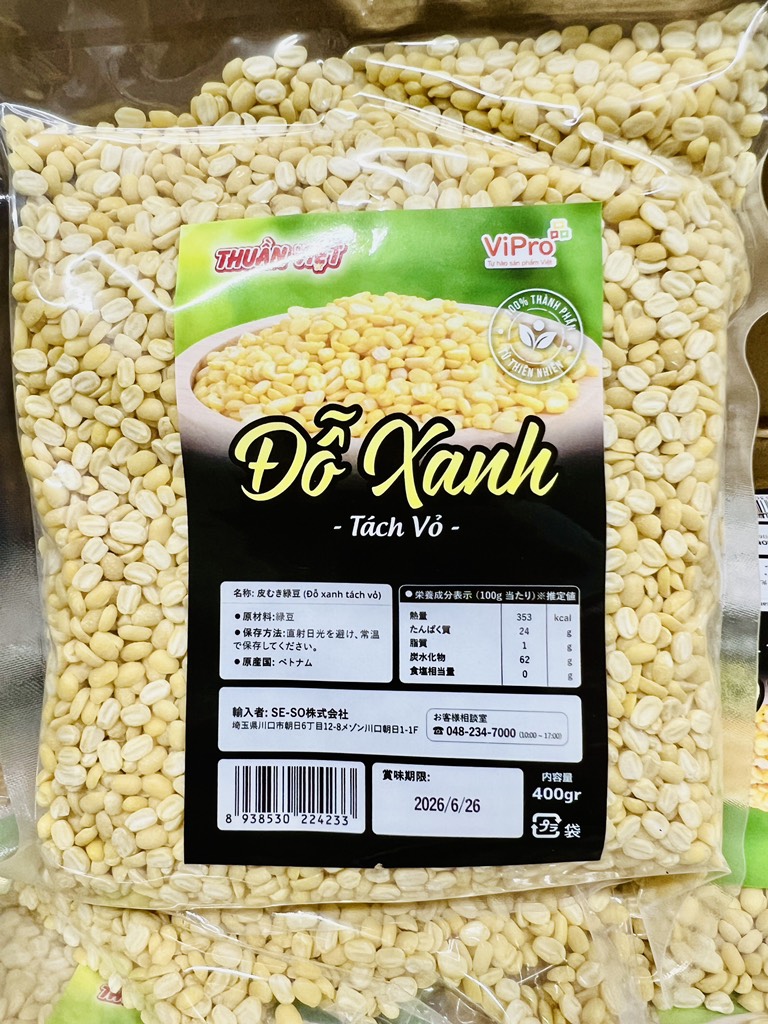 THUẦN VIỆT
ViPro
Tự hào sản phẩm Việt
100% THÀNH PHẦN
TỪ THIÊN NHIÊN
Đỗ Xanh
- Tách Vỏ -
名称: 皮むき緑豆 (Đỗ xanh tách vỏ)
●原材料:緑豆
●保存方法:直射日光を避け、常温
で保存してください。
●原産国: ベトナム
●栄養成分表示（100g 当たり）※推定値
熱量 353 kcal
たんぱく質 24 g
脂質 1 g
炭水化物 62 g
食塩相当量 0 g
輸入者: SE-SO株式会社
埼玉県川口市朝日6丁目12-8メゾン川口朝日1-1F
お客様相談室
☎048-234-7000 (10:00～17:00)
8 938530 224233
賞味期限:
2026/6/26
内容量
400gr
プラ 袋